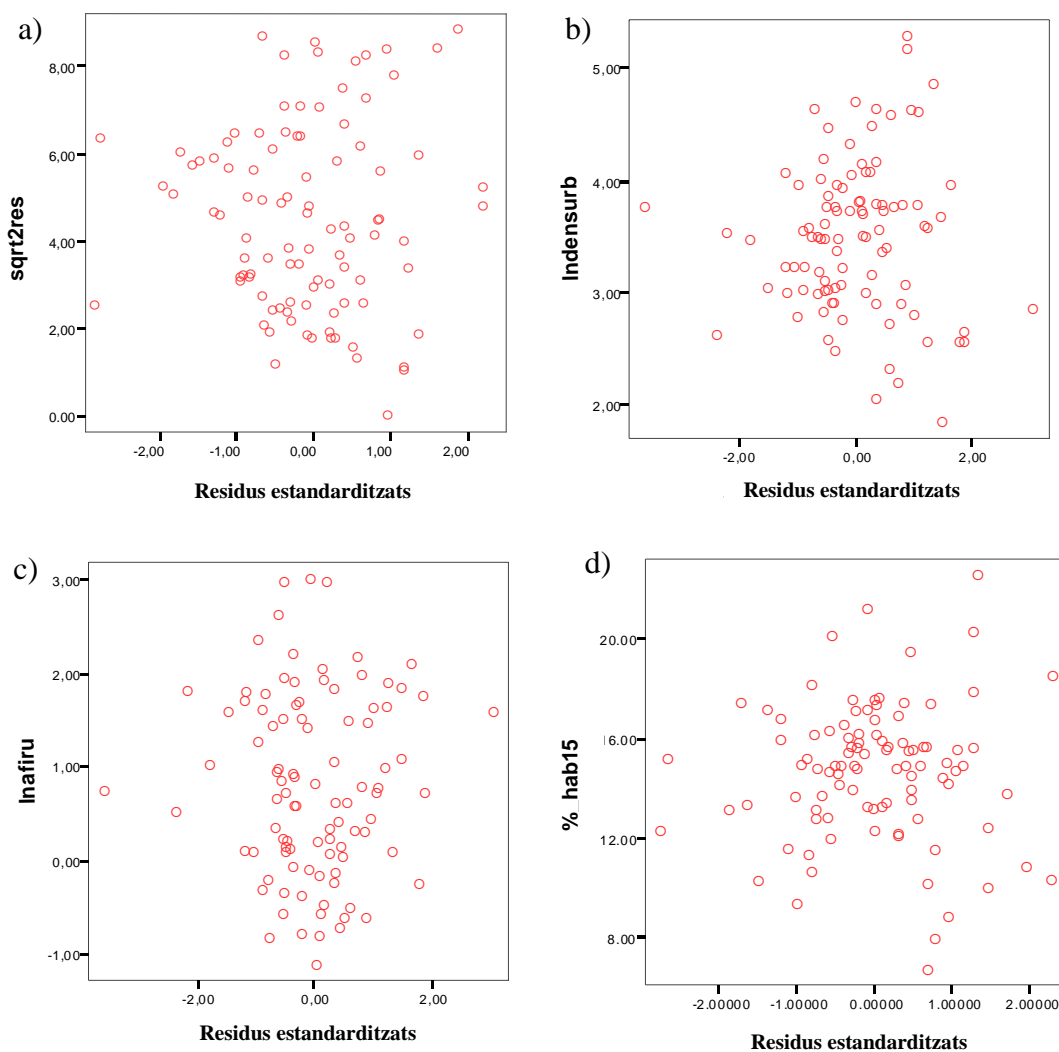 a)
8,00
6,00
4,00
2,00
0.00
sqrt2res
-2,00 -1,00 0,00 1,00 2,00
Residus estandarditzats
b)
5,00
4,00
3,00
2,00
lndensurb
-2,00 0,00 2,00
Residus estandarditzats
c)
3,00
2,00
1,00
0,00
-1,00
lnafiru
-2,00 0,00 2,00
Residus estandarditzats
d)
20.00
16.00
12.00
8.00
%_hab15
-2.00000 -1.00000 0.00000 1.00000 2.00000
Residus estandarditzats